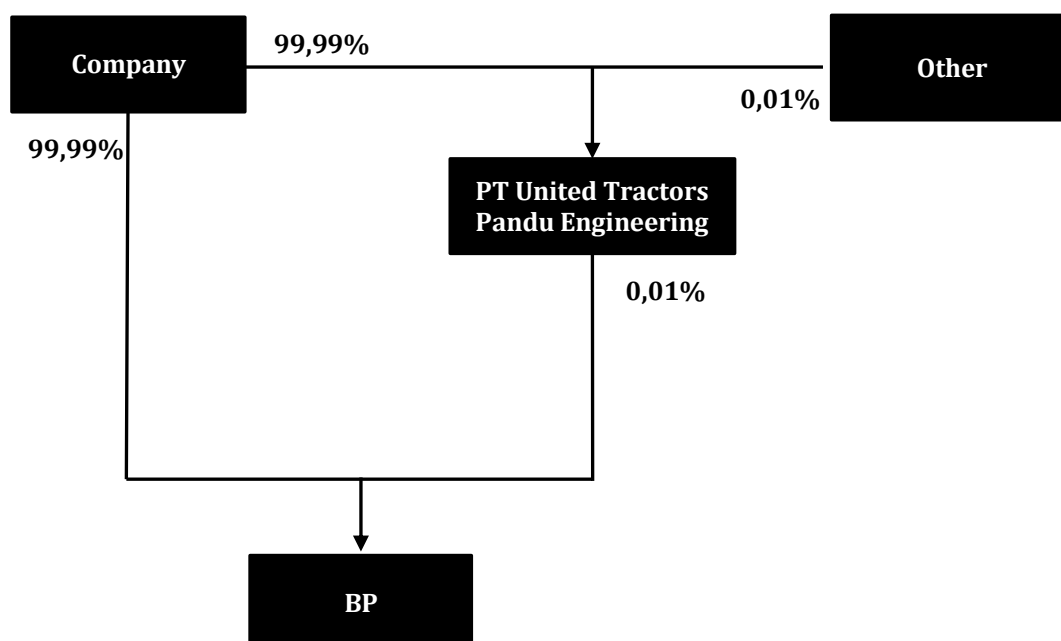 Company
99,99%
Other
0,01%
99,99%
PT United Tractors
Pandu Engineering
0,01%
BP